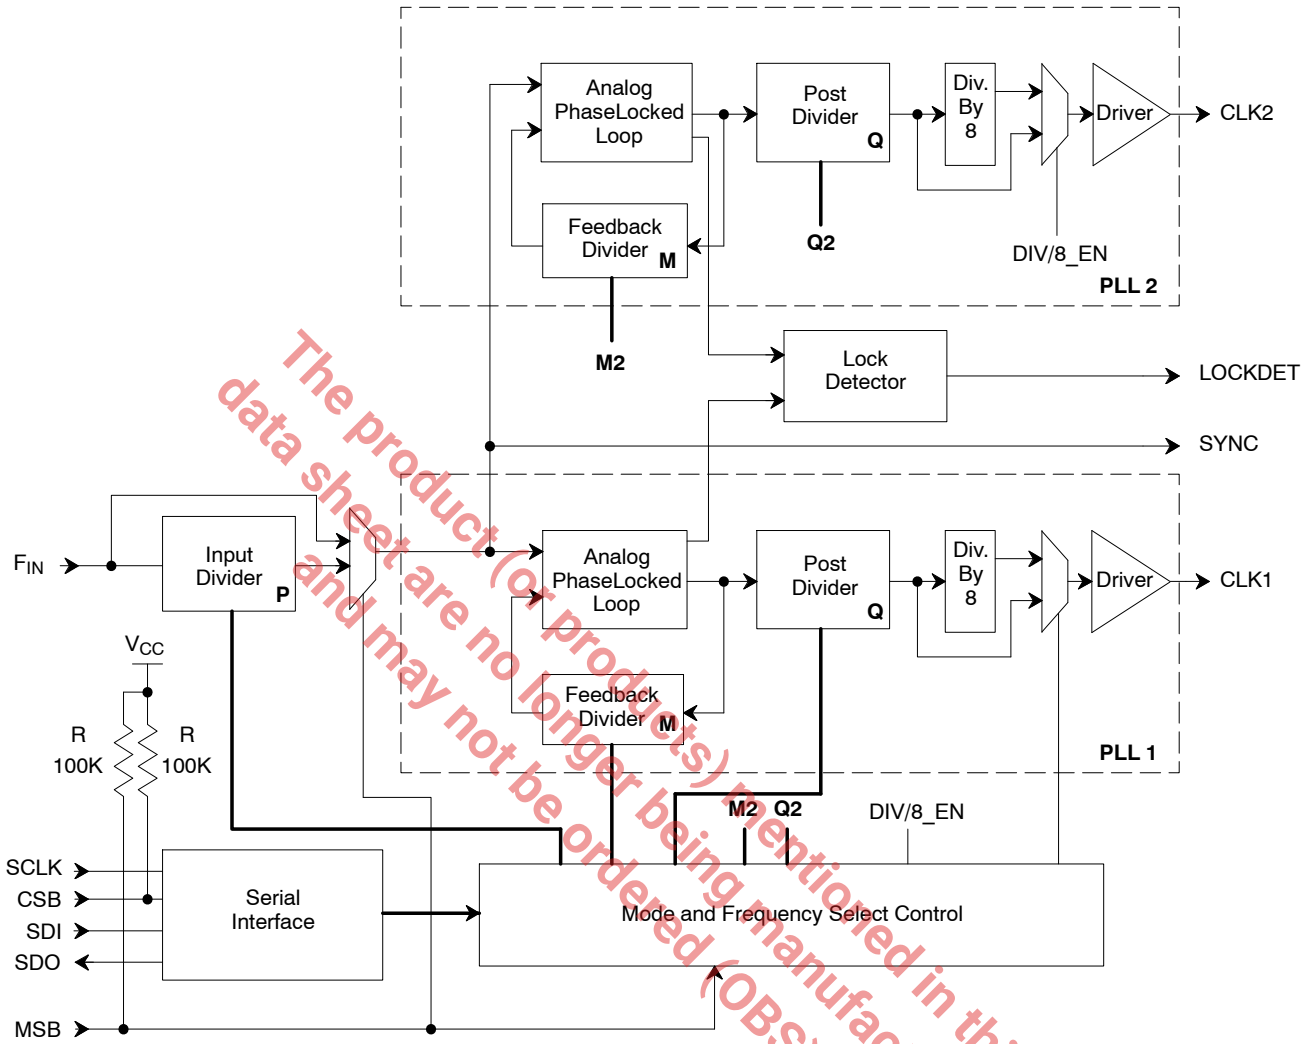 Analog
PhaseLocked
Loop
Post
Divider
Q
Div.
By
8
Driver
CLK2
Feedback
Divider
M
Q2
DIV/8_EN
PLL 2
M2
Lock
Detector
LOCKDET
SYNC
FIN
Input
Divider
P
Analog
PhaseLocked
Loop
Post
Divider
Q
Div.
By
8
Driver
CLK1
Feedback
Divider
M
PLL 1
VCC
R
100K
R
100K
M2
Q2
DIV/8_EN
SCLK
CSB
SDI
SDO
MSB
Serial
Interface
Mode and Frequency Select Control
The product (or products) mentioned in thi
data sheet are no longer being manufac
and may not be ordered (OBS